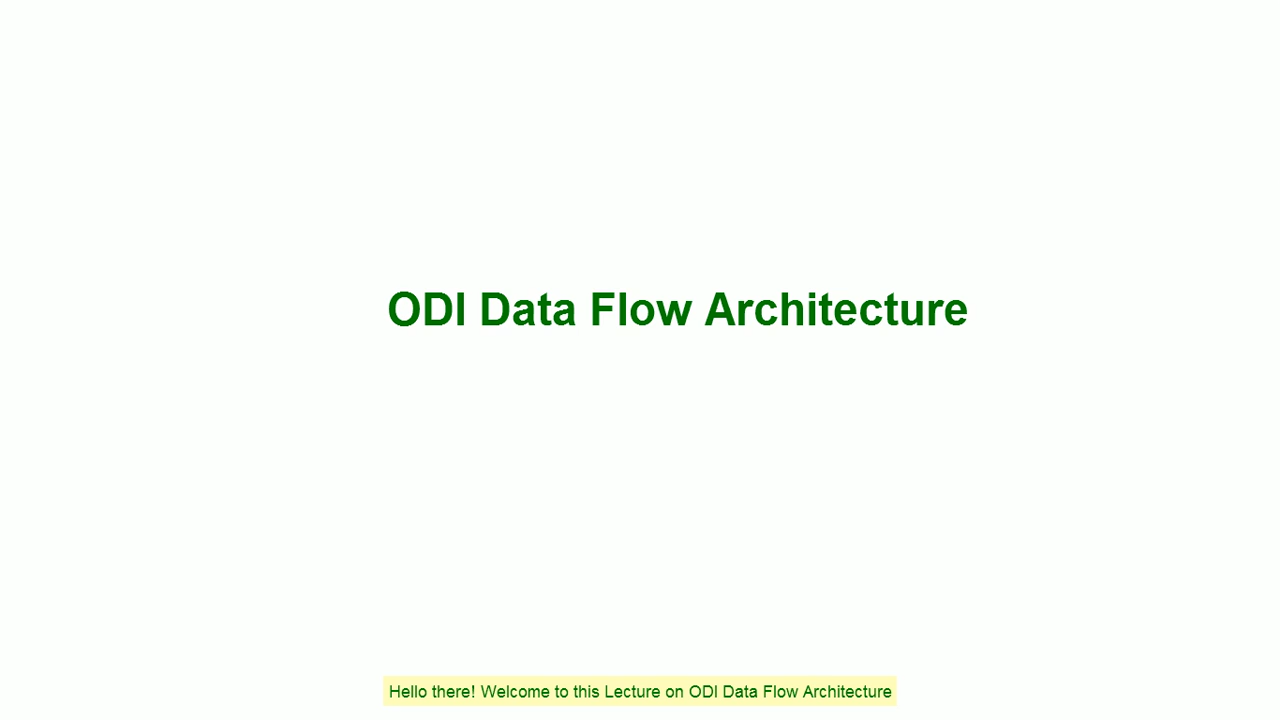 ODI Data Flow Architecture
Hello there! Welcome to this Lecture on ODI Data Flow Architecture